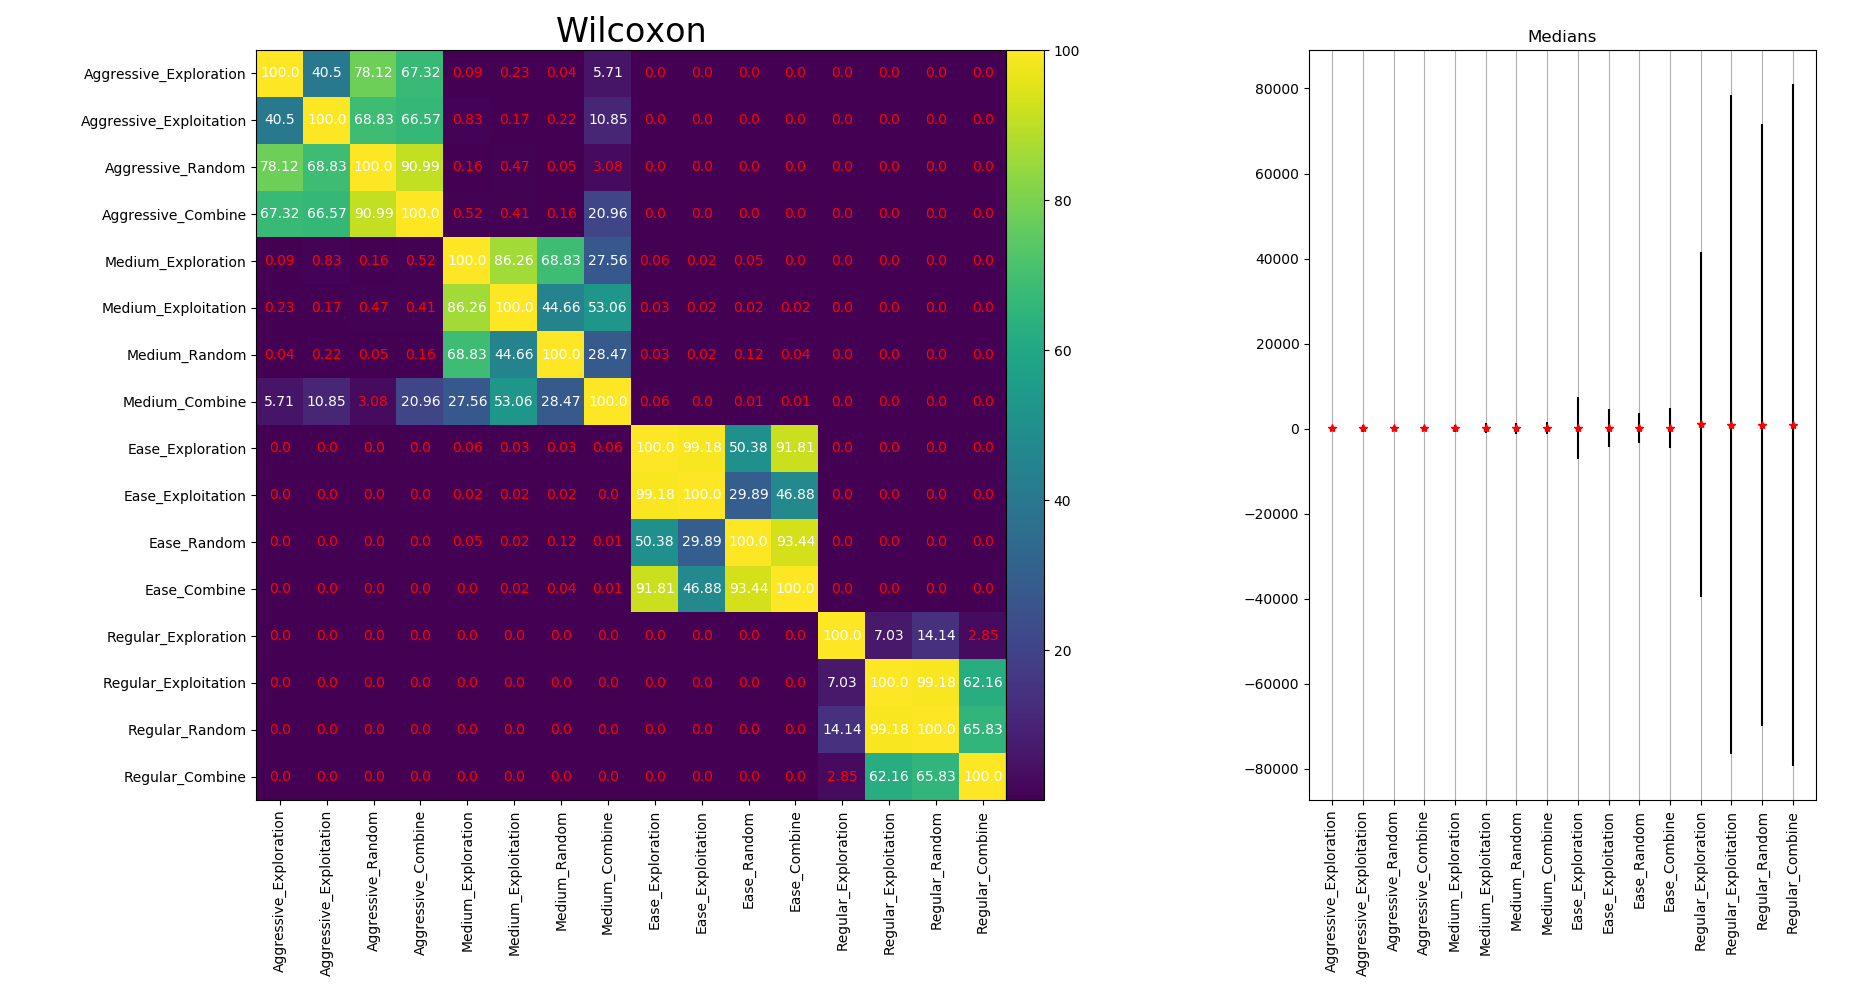 Wilcoxon
Aggressive_Exploration 100.0 40.5 78.12 67.32 0.09 0.23 0.04 5.71 0.0 0.0 0.0 0.0 0.0 0.0 0.0 0.0
Aggressive_Exploitation 40.5 100.0 68.83 66.57 0.83 0.17 0.22 10.85 0.0 0.0 0.0 0.0 0.0 0.0 0.0 0.0
Aggressive_Random 78.12 68.83 100.0 90.99 0.16 0.47 0.05 3.08 0.0 0.0 0.0 0.0 0.0 0.0 0.0 0.0
Aggressive_Combine 67.32 66.57 90.99 100.0 0.52 0.41 0.16 20.96 0.0 0.0 0.0 0.0 0.0 0.0 0.0 0.0
Medium_Exploration 0.09 0.83 0.16 0.52 100.0 86.26 68.83 27.56 0.06 0.02 0.05 0.0 0.0 0.0 0.0 0.0
Medium_Exploitation 0.23 0.17 0.47 0.41 86.26 100.0 44.66 53.06 0.03 0.02 0.02 0.02 0.0 0.0 0.0 0.0
Medium_Random 0.04 0.22 0.05 0.16 68.83 44.66 100.0 28.47 0.03 0.02 0.12 0.04 0.0 0.0 0.0 0.0
Medium_Combine 5.71 10.85 3.08 20.96 27.56 53.06 28.47 100.0 0.06 0.0 0.01 0.01 0.0 0.0 0.0 0.0
Ease_Exploration 0.0 0.0 0.0 0.0 0.06 0.03 0.03 0.06 100.0 99.18 50.38 91.81 0.0 0.0 0.0 0.0
Ease_Exploitation 0.0 0.0 0.0 0.0 0.02 0.02 0.02 0.0 99.18 100.0 29.89 46.88 0.0 0.0 0.0 0.0
Ease_Random 0.0 0.0 0.0 0.0 0.05 0.02 0.12 0.01 50.38 29.89 100.0 93.44 0.0 0.0 0.0 0.0
Ease_Combine 0.0 0.0 0.0 0.0 0.0 0.02 0.04 0.01 91.81 46.88 93.44 100.0 0.0 0.0 0.0 0.0
Regular_Exploration 0.0 0.0 0.0 0.0 0.0 0.0 0.0 0.0 0.0 0.0 0.0 0.0 100.0 7.03 14.14 2.85
Regular_Exploitation 0.0 0.0 0.0 0.0 0.0 0.0 0.0 0.0 0.0 0.0 0.0 0.0 7.03 100.0 99.18 62.16
Regular_Random 0.0 0.0 0.0 0.0 0.0 0.0 0.0 0.0 0.0 0.0 0.0 0.0 14.14 99.18 100.0 65.83
Regular_Combine 0.0 0.0 0.0 0.0 0.0 0.0 0.0 0.0 0.0 0.0 0.0 0.0 2.85 62.16 65.83 100.0
Aggressive_Exploration
Aggressive_Exploitation
Aggressive_Random
Aggressive_Combine
Medium_Exploration
Medium_Exploitation
Medium_Random
Medium_Combine
Ease_Exploration
Ease_Exploitation
Ease_Random
Ease_Combine
Regular_Exploration
Regular_Exploitation
Regular_Random
Regular_Combine
100
80
60
40
20
Medians
80000
60000
40000
20000
0
−20000
−40000
−60000
−80000
Aggressive_Exploration
Aggressive_Exploitation
Aggressive_Random
Aggressive_Combine
Medium_Exploration
Medium_Exploitation
Medium_Random
Medium_Combine
Ease_Exploration
Ease_Exploitation
Ease_Random
Ease_Combine
Regular_Exploration
Regular_Exploitation
Regular_Random
Regular_Combine